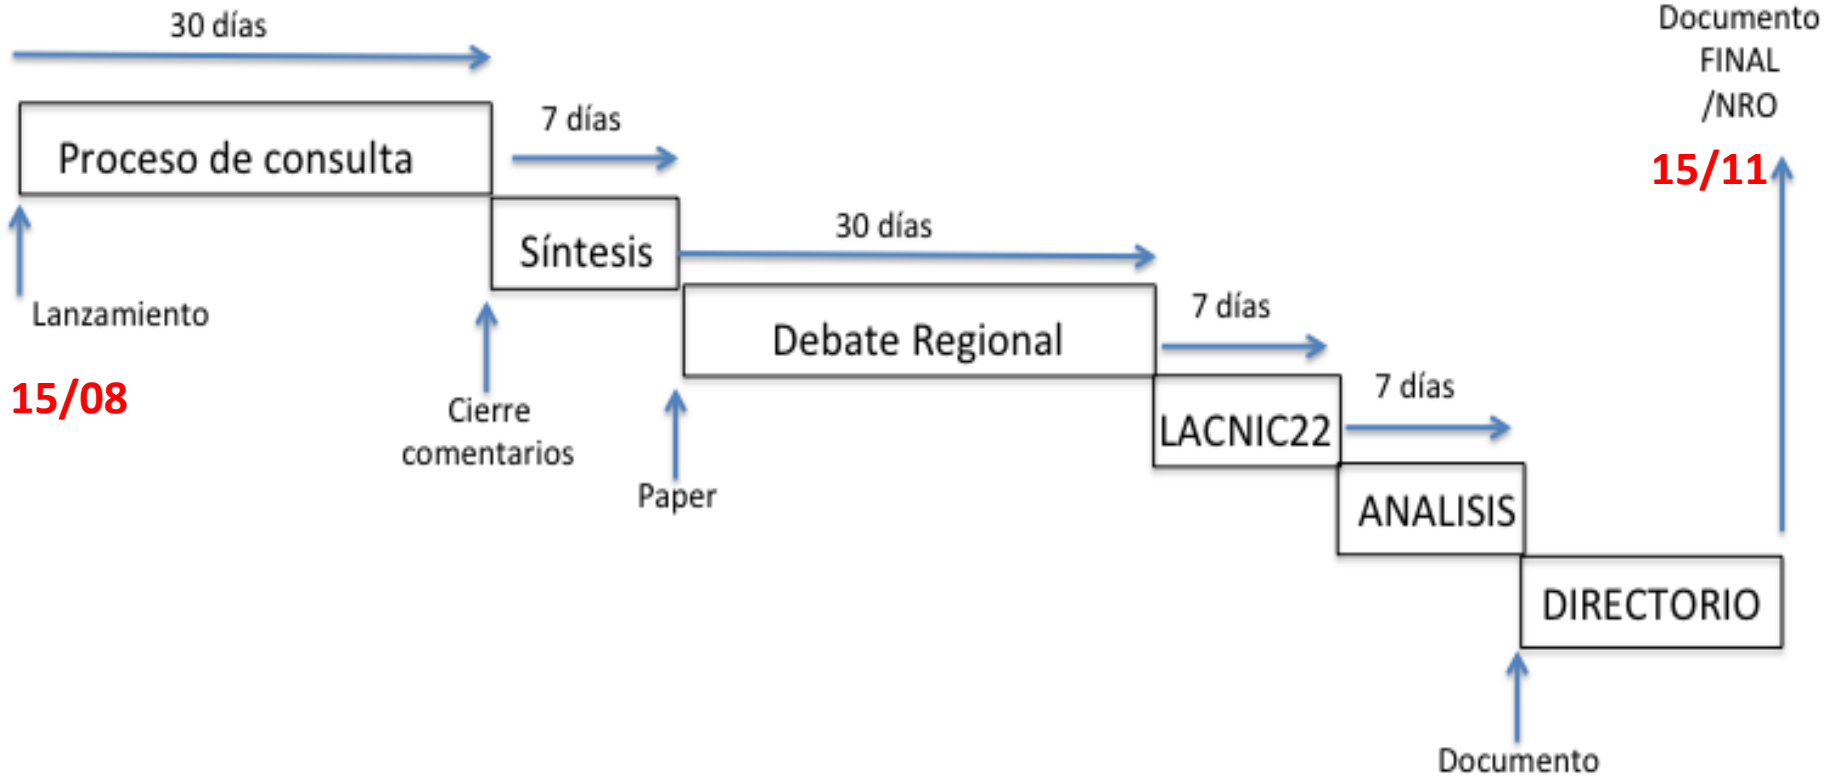 30 días
Documento
FINAL
/NRO
15/11
7 días
Proceso de consulta
30 días
Síntesis
7 días
Lanzamiento
Debate Regional
15/08
7 días
Cierre
comentarios
LACNIC22
Paper
ANALISIS
DIRECTORIO
Documento